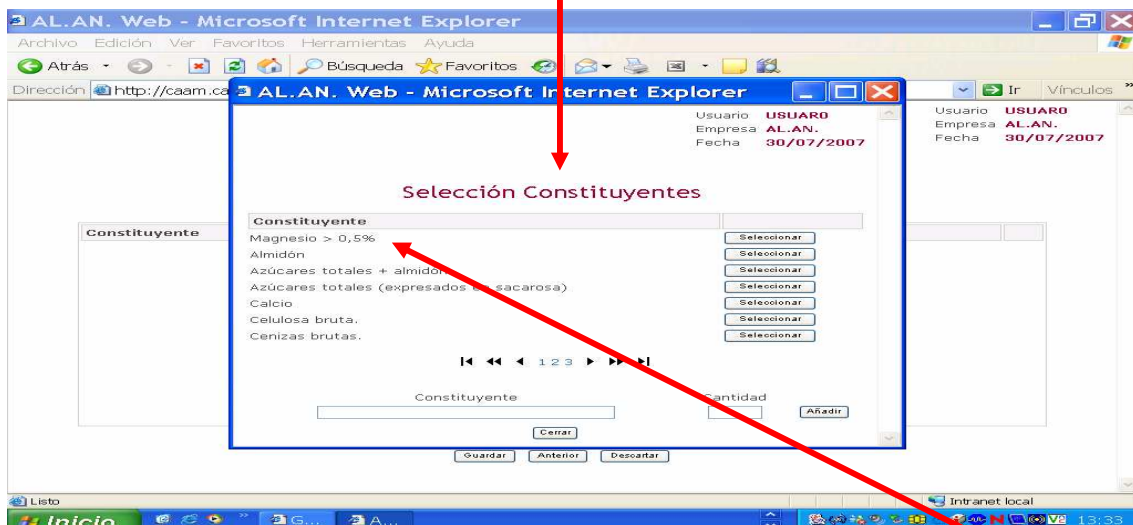 AL.AN. Web - Microsoft Internet Explorer
Archivo Edición Ver Favoritos Herramientas Ayuda
Atrás Búsqueda Favoritos
Dirección http://caam.ca Ir Vínculos »
AL.AN. Web - Microsoft Internet Explorer
Usuario USUAR0
Empresa AL.AN.
Fecha 30/07/2007
Usuario USUAR0
Empresa AL.AN.
Fecha 30/07/2007
Selección Constituyentes
Constituyente
Constituyente
Magnesio > 0,5% Seleccionar
Almidón Seleccionar
Azúcares totales + almidón Seleccionar
Azúcares totales (expresados en sacarosa) Seleccionar
Calcio Seleccionar
Celulosa bruta. Seleccionar
Cenizas brutas. Seleccionar
1 2 3
Constituyente Cantidad
Añadir
Cerrar
Guardar Anterior Descartar
Listo Intranet local
Inicio » G... A... N V2 13:33